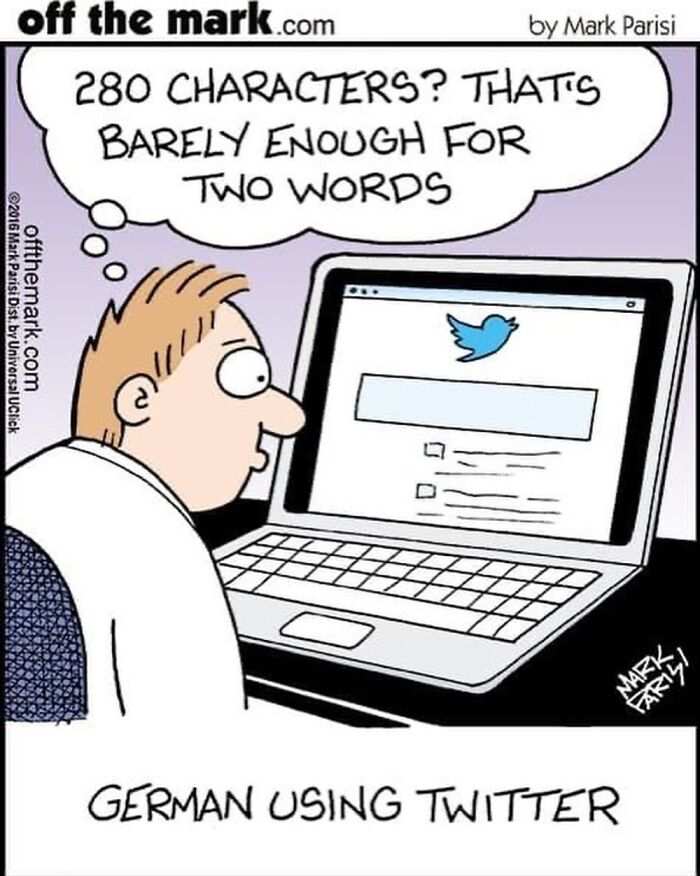 off the mark.com
by Mark Parisi
280 CHARACTERS? THAT'S
BARELY ENOUGH FOR
TWO WORDS
offthemark.com
©2016 Mark Parisi Dist. by Universal UClick
MARK
PARISI
GERMAN USING TWITTER